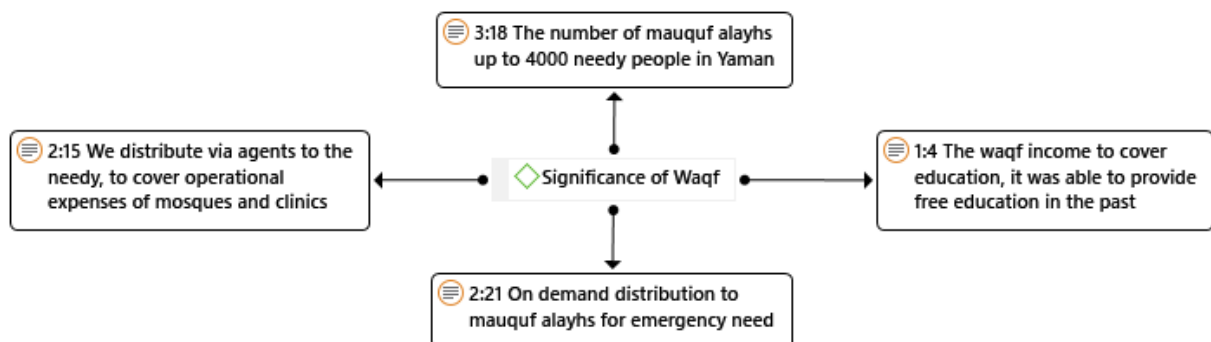 3:18 The number of mauquf alayhs
up to 4000 needy people in Yaman
2:15 We distribute via agents to the
needy, to cover operational
expenses of mosques and clinics
Significance of Waqf
1:4 The waqf income to cover
education, it was able to provide
free education in the past
2:21 On demand distribution to
mauquf alayhs for emergency need